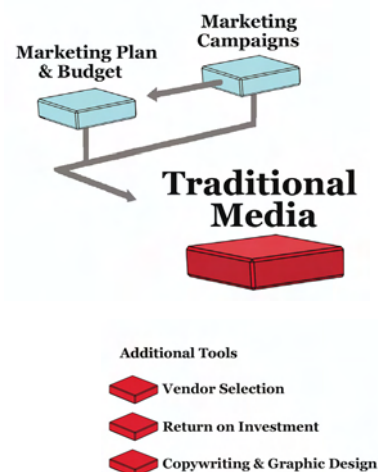 Marketing
Campaigns
Marketing Plan
& Budget
Traditional
Media
Additional Tools
Vendor Selection
Return on Investment
Copywriting & Graphic Design